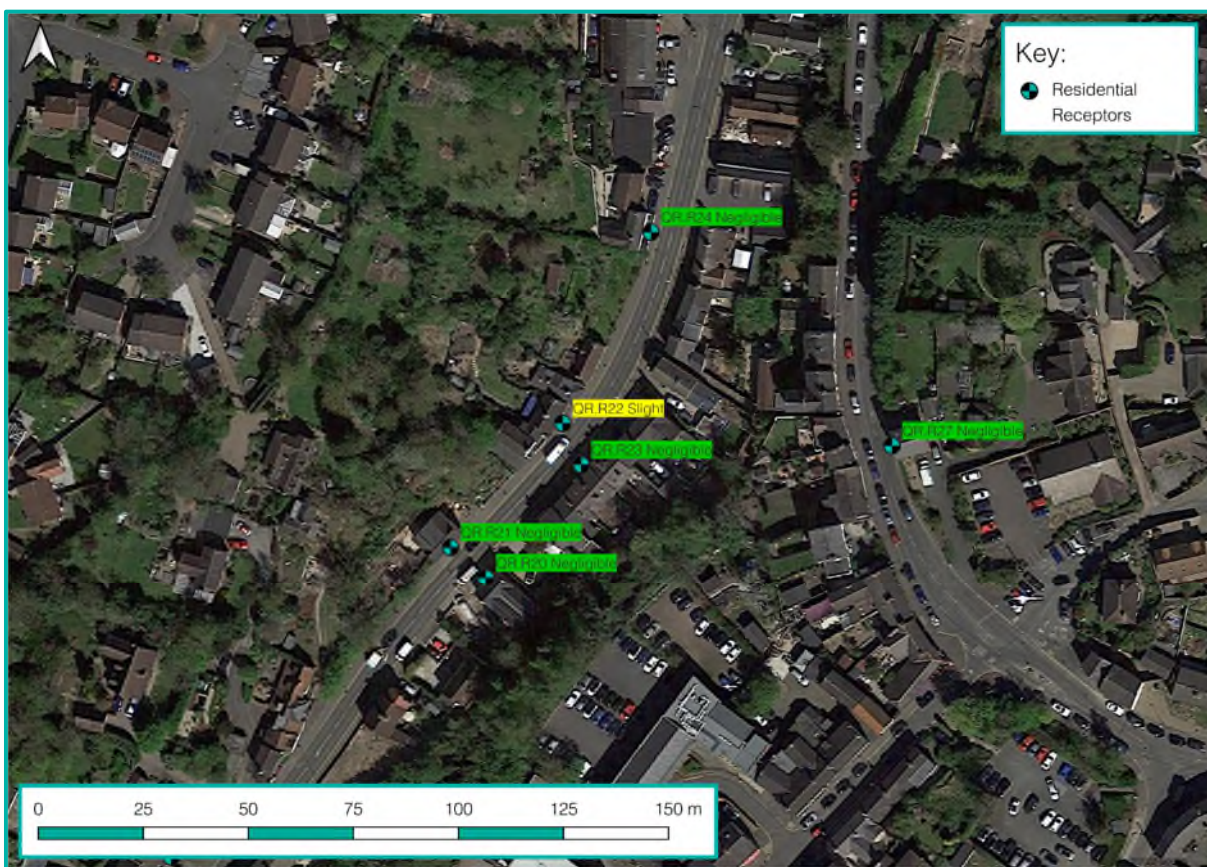 Key:
Residential
Receptors
QR.R24 Negligible
QR.R22 Slight
QR.R27 Negligible
QR.R23 Negligible
QR.R21 Negligible
QR.R20 Negligible
0 25 50 75 100 125 150 m